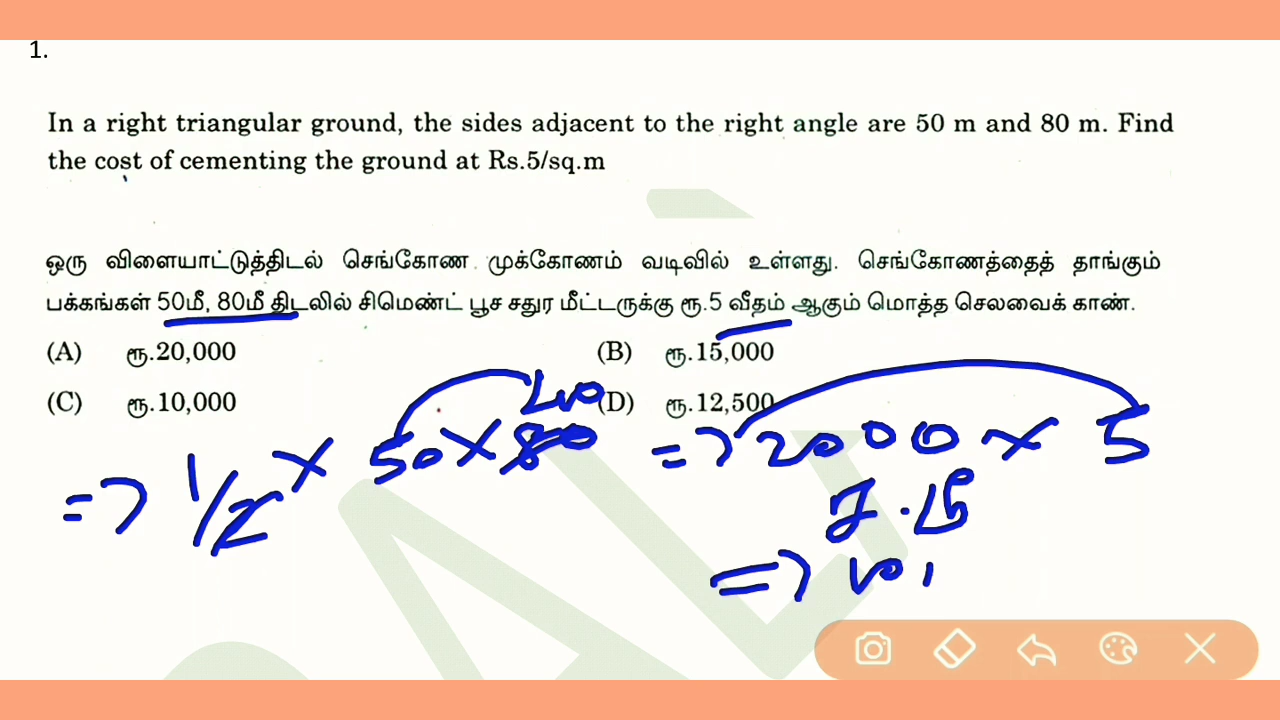 1.
In a right triangular ground, the sides adjacent to the right angle are 50 m and 80 m. Find
the cost of cementing the ground at Rs.5/sq.m
ஒரு விளையாட்டுத்திடல் செங்கோண முக்கோணம் வடிவில் உள்ளது. செங்கோணத்தைத் தாங்கும்
பக்கங்கள் 50மீ, 80மீ திடலில் சிமெண்ட் பூச சதுர மீட்டருக்கு ரூ.5 வீதம் ஆகும் மொத்த செலவைக் காண்.
(A) ரூ.20,000 (B) ரூ.15,000
(C) ரூ.10,000 (D) ரூ.12,500
40
=> 1/2 × 50 × 80 => 2000 × 5
ச.மீ
=> 10,